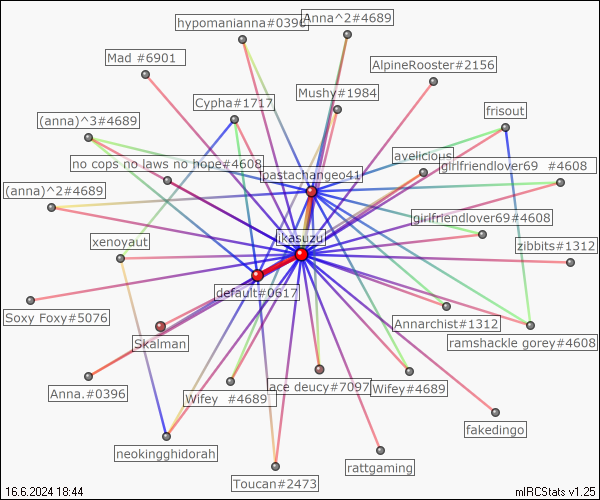 hypomanianna#0396
Anna^2#4689
Mad #6901
AlpineRooster#2156
Mushy#1984
Cypha#1717
frisout
(anna)^3#4689
avelicious
no cops no laws no hope#4608
girlfriendlover69 #4608
pastachangeo41
(anna)^2#4689
girlfriendlover69#4608
xenoyaut
ikasuzu
zibbits#1312
default#0617
Soxy Foxy#5076
Annarchist#1312
Skalman
ramshackle gorey#4608
Anna.#0396
ace deucy#7097
Wifey#4689
Wifey #4689
fakedingo
neokingghidorah
rattgaming
Toucan#2473
16.6.2024 18:44
mIRCStats v1.25